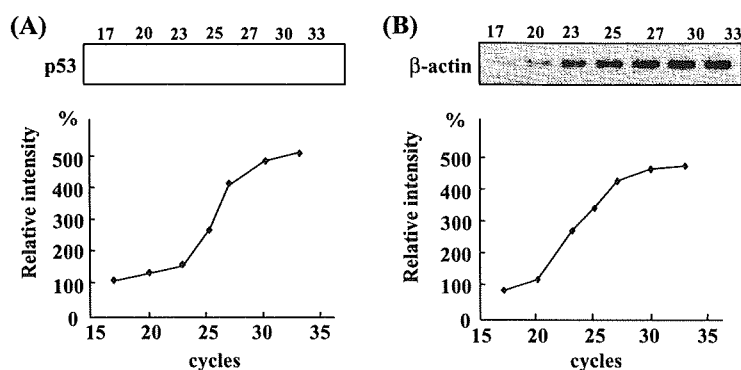 (A)
17 20 23 25 27 30 33
p53
%
500
400
300
200
100
0
Relative intensity
15 20 25 30 35
cycles
(B)
17 20 23 25 27 30 33
β-actin
%
500
400
300
200
100
0
Relative intensity
15 20 25 30 35
cycles